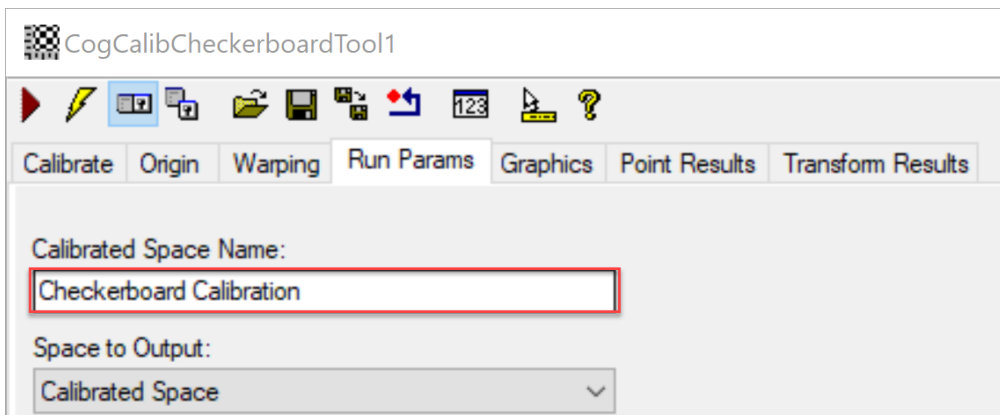 CogCalibCheckerboardTool1
123
Calibrate Origin Warping Run Params Graphics Point Results Transform Results
Calibrated Space Name:
Checkerboard Calibration
Space to Output:
Calibrated Space